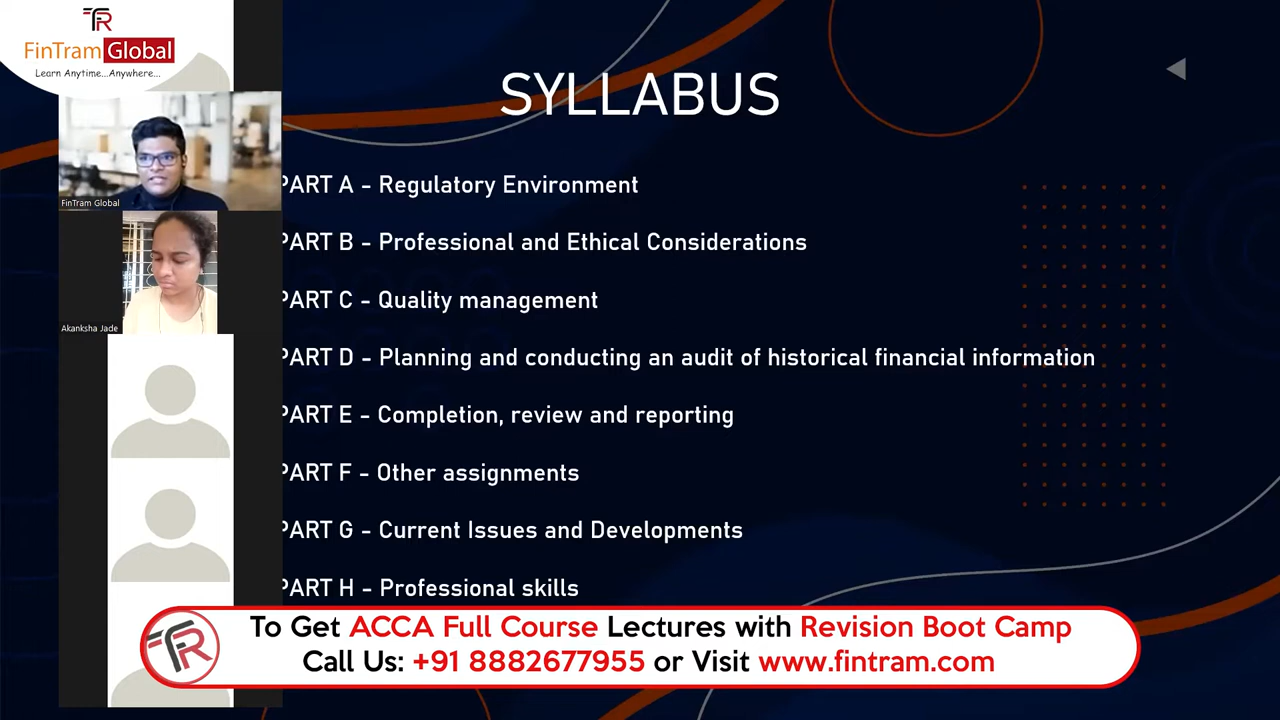 FR
FinTram Global
Learn Anytime...Anywhere...
SYLLABUS
FinTram Global
Akanksha Jade
PART A - Regulatory Environment
PART B - Professional and Ethical Considerations
PART C - Quality management
PART D - Planning and conducting an audit of historical financial information
PART E - Completion, review and reporting
PART F - Other assignments
PART G - Current Issues and Developments
PART H - Professional skills
FR
To Get ACCA Full Course Lectures with Revision Boot Camp
Call Us: +91 8882677955 or Visit www.fintram.com